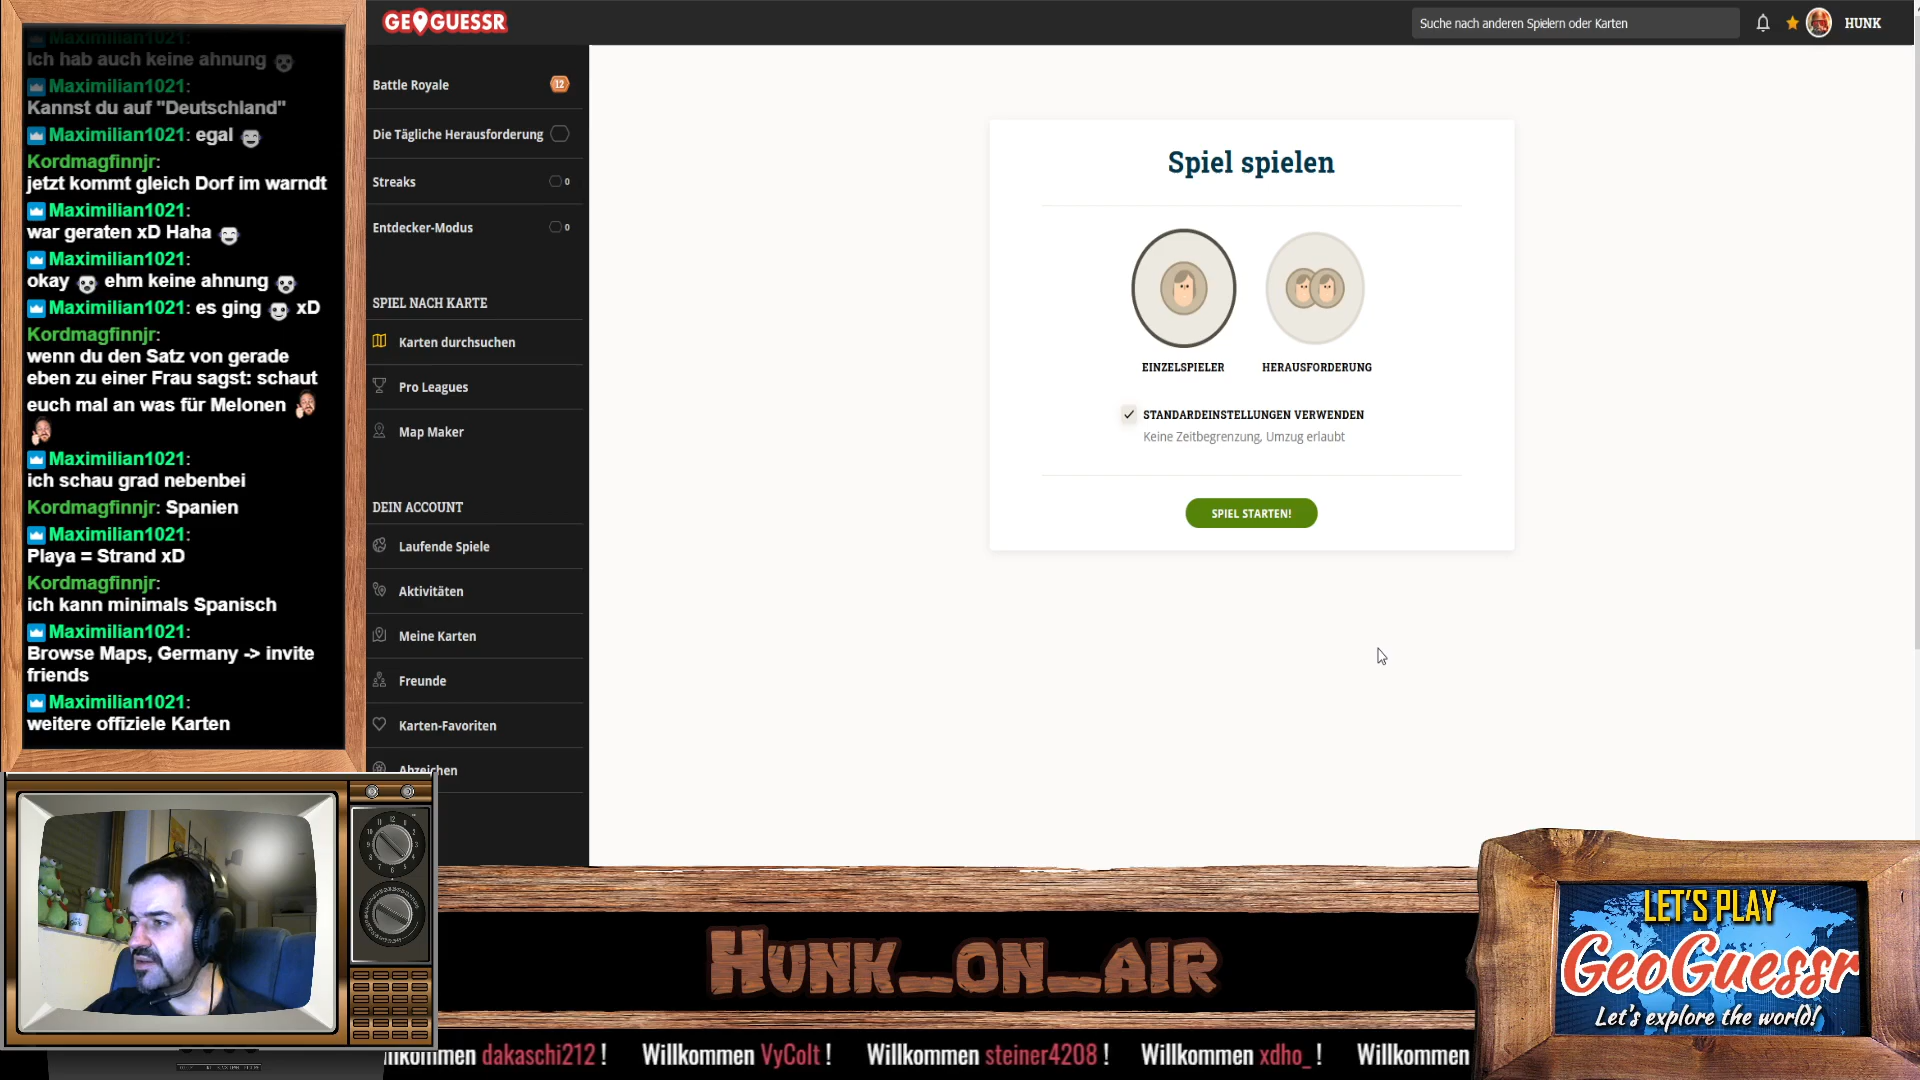 Maximilian1021:
Ich hab auch keine ahnung
Maximilian1021:
Kannst du auf "Deutschland"
Maximilian1021: egal
Kordmagfinnjr:
jetzt kommt gleich Dorf im warndt
Maximilian1021:
war geraten xD Haha
Maximilian1021:
okay ehm keine ahnung
Maximilian1021: es ging xD
Kordmagfinnjr:
wenn du den Satz von gerade
eben zu einer Frau sagst: schaut
euch mal an was für Melonen
Maximilian1021:
ich schau grad nebenbei
Kordmagfinnjr: Spanien
Maximilian1021:
Playa = Strand xD
Kordmagfinnjr:
ich kann minimals Spanisch
Maximilian1021:
Browse Maps, Germany -> invite
friends
Maximilian1021:
weitere offiziele Karten
GEOGUESSR
Suche nach anderen Spielern oder Karten
HUNK
Battle Royale 12
Die Tägliche Herausforderung
Streaks 0
Entdecker-Modus 0
SPIEL NACH KARTE
Karten durchsuchen
Pro Leagues
Map Maker
DEIN ACCOUNT
Laufende Spiele
Aktivitäten
Meine Karten
Freunde
Karten-Favoriten
Abzeichen
Spiel spielen
EINZELSPIELER
HERAUSFORDERUNG
STANDARDEINSTELLUNGEN VERWENDEN
Keine Zeitbegrenzung, Umzug erlaubt
SPIEL STARTEN!
HUNK_ON_AIR
LET'S PLAY
GeoGuessr
Let's explore the world!
dakaschi212 ! Willkommen VyColt ! Willkommen steiner4208 ! Willkommen xdho_ ! Willkommen